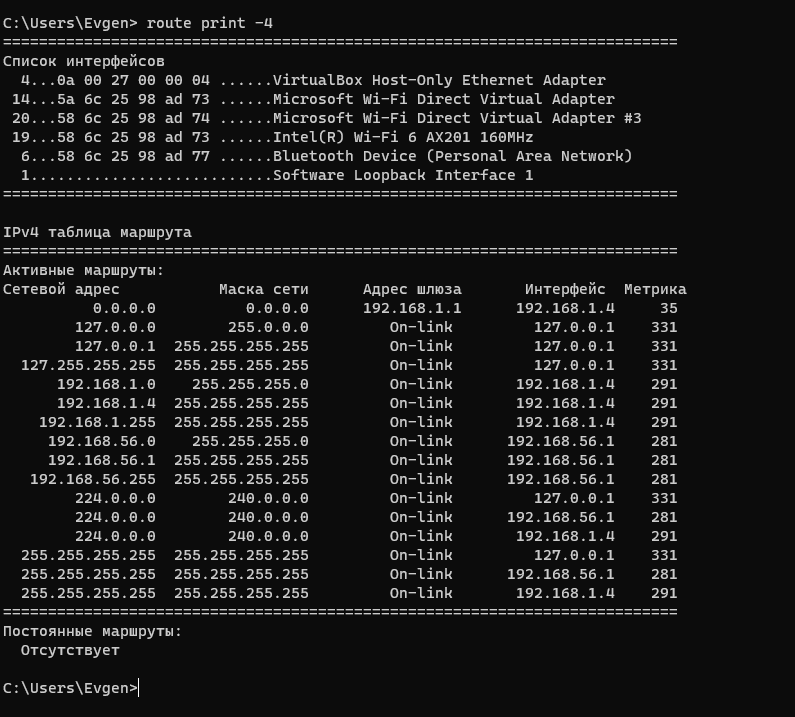 C:\Users\Evgen> route print -4
===========================================================================
Список интерфейсов
  4...0a 00 27 00 00 04 ......VirtualBox Host-Only Ethernet Adapter
 14...5a 6c 25 98 ad 73 ......Microsoft Wi-Fi Direct Virtual Adapter
 20...58 6c 25 98 ad 74 ......Microsoft Wi-Fi Direct Virtual Adapter #3
 19...58 6c 25 98 ad 73 ......Intel(R) Wi-Fi 6 AX201 160MHz
  6...58 6c 25 98 ad 77 ......Bluetooth Device (Personal Area Network)
  1...........................Software Loopback Interface 1
===========================================================================
IPv4 таблица маршрута
===========================================================================
Активные маршруты:
Сетевой адрес           Маска сети      Адрес шлюза       Интерфейс  Метрика
          0.0.0.0          0.0.0.0      192.168.1.1      192.168.1.4     35
        127.0.0.0        255.0.0.0         On-link         127.0.0.1    331
        127.0.0.1  255.255.255.255         On-link         127.0.0.1    331
  127.255.255.255  255.255.255.255         On-link         127.0.0.1    331
      192.168.1.0    255.255.255.0         On-link       192.168.1.4    291
      192.168.1.4  255.255.255.255         On-link       192.168.1.4    291
    192.168.1.255  255.255.255.255         On-link       192.168.1.4    291
     192.168.56.0    255.255.255.0         On-link      192.168.56.1    281
     192.168.56.1  255.255.255.255         On-link      192.168.56.1    281
   192.168.56.255  255.255.255.255         On-link      192.168.56.1    281
        224.0.0.0        240.0.0.0         On-link         127.0.0.1    331
        224.0.0.0        240.0.0.0         On-link      192.168.56.1    281
        224.0.0.0        240.0.0.0         On-link       192.168.1.4    291
  255.255.255.255  255.255.255.255         On-link         127.0.0.1    331
  255.255.255.255  255.255.255.255         On-link      192.168.56.1    281
  255.255.255.255  255.255.255.255         On-link       192.168.1.4    291
===========================================================================
Постоянные маршруты:
  Отсутствует
C:\Users\Evgen>